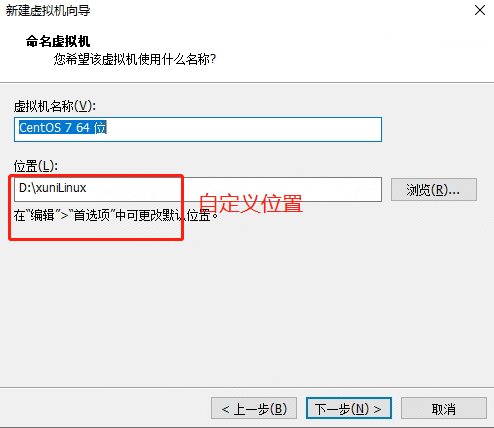 新建虚拟机向导
命名虚拟机
您希望该虚拟机使用什么名称?
虚拟机名称(V):
CentOS 7 64 位
位置(L):
D:\xuniLinux
浏览(R)...
自定义位置
在“编辑”>“首选项”中可更改默认位置。
< 上一步(B)
下一步(N) >
取消